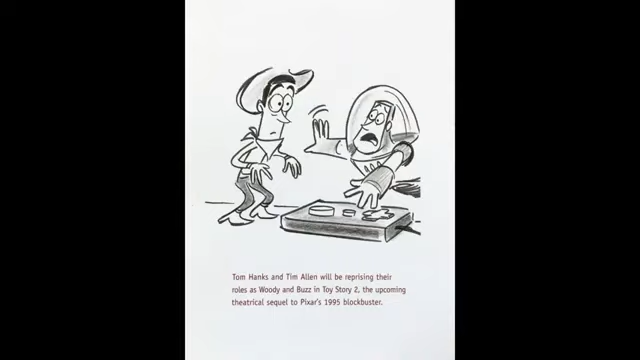 Tom Hanks and Tim Allen will be reprising their
roles as Woody and Buzz in Toy Story 2, the upcoming
theatrical sequel to Pixar's 1995 blockbuster.